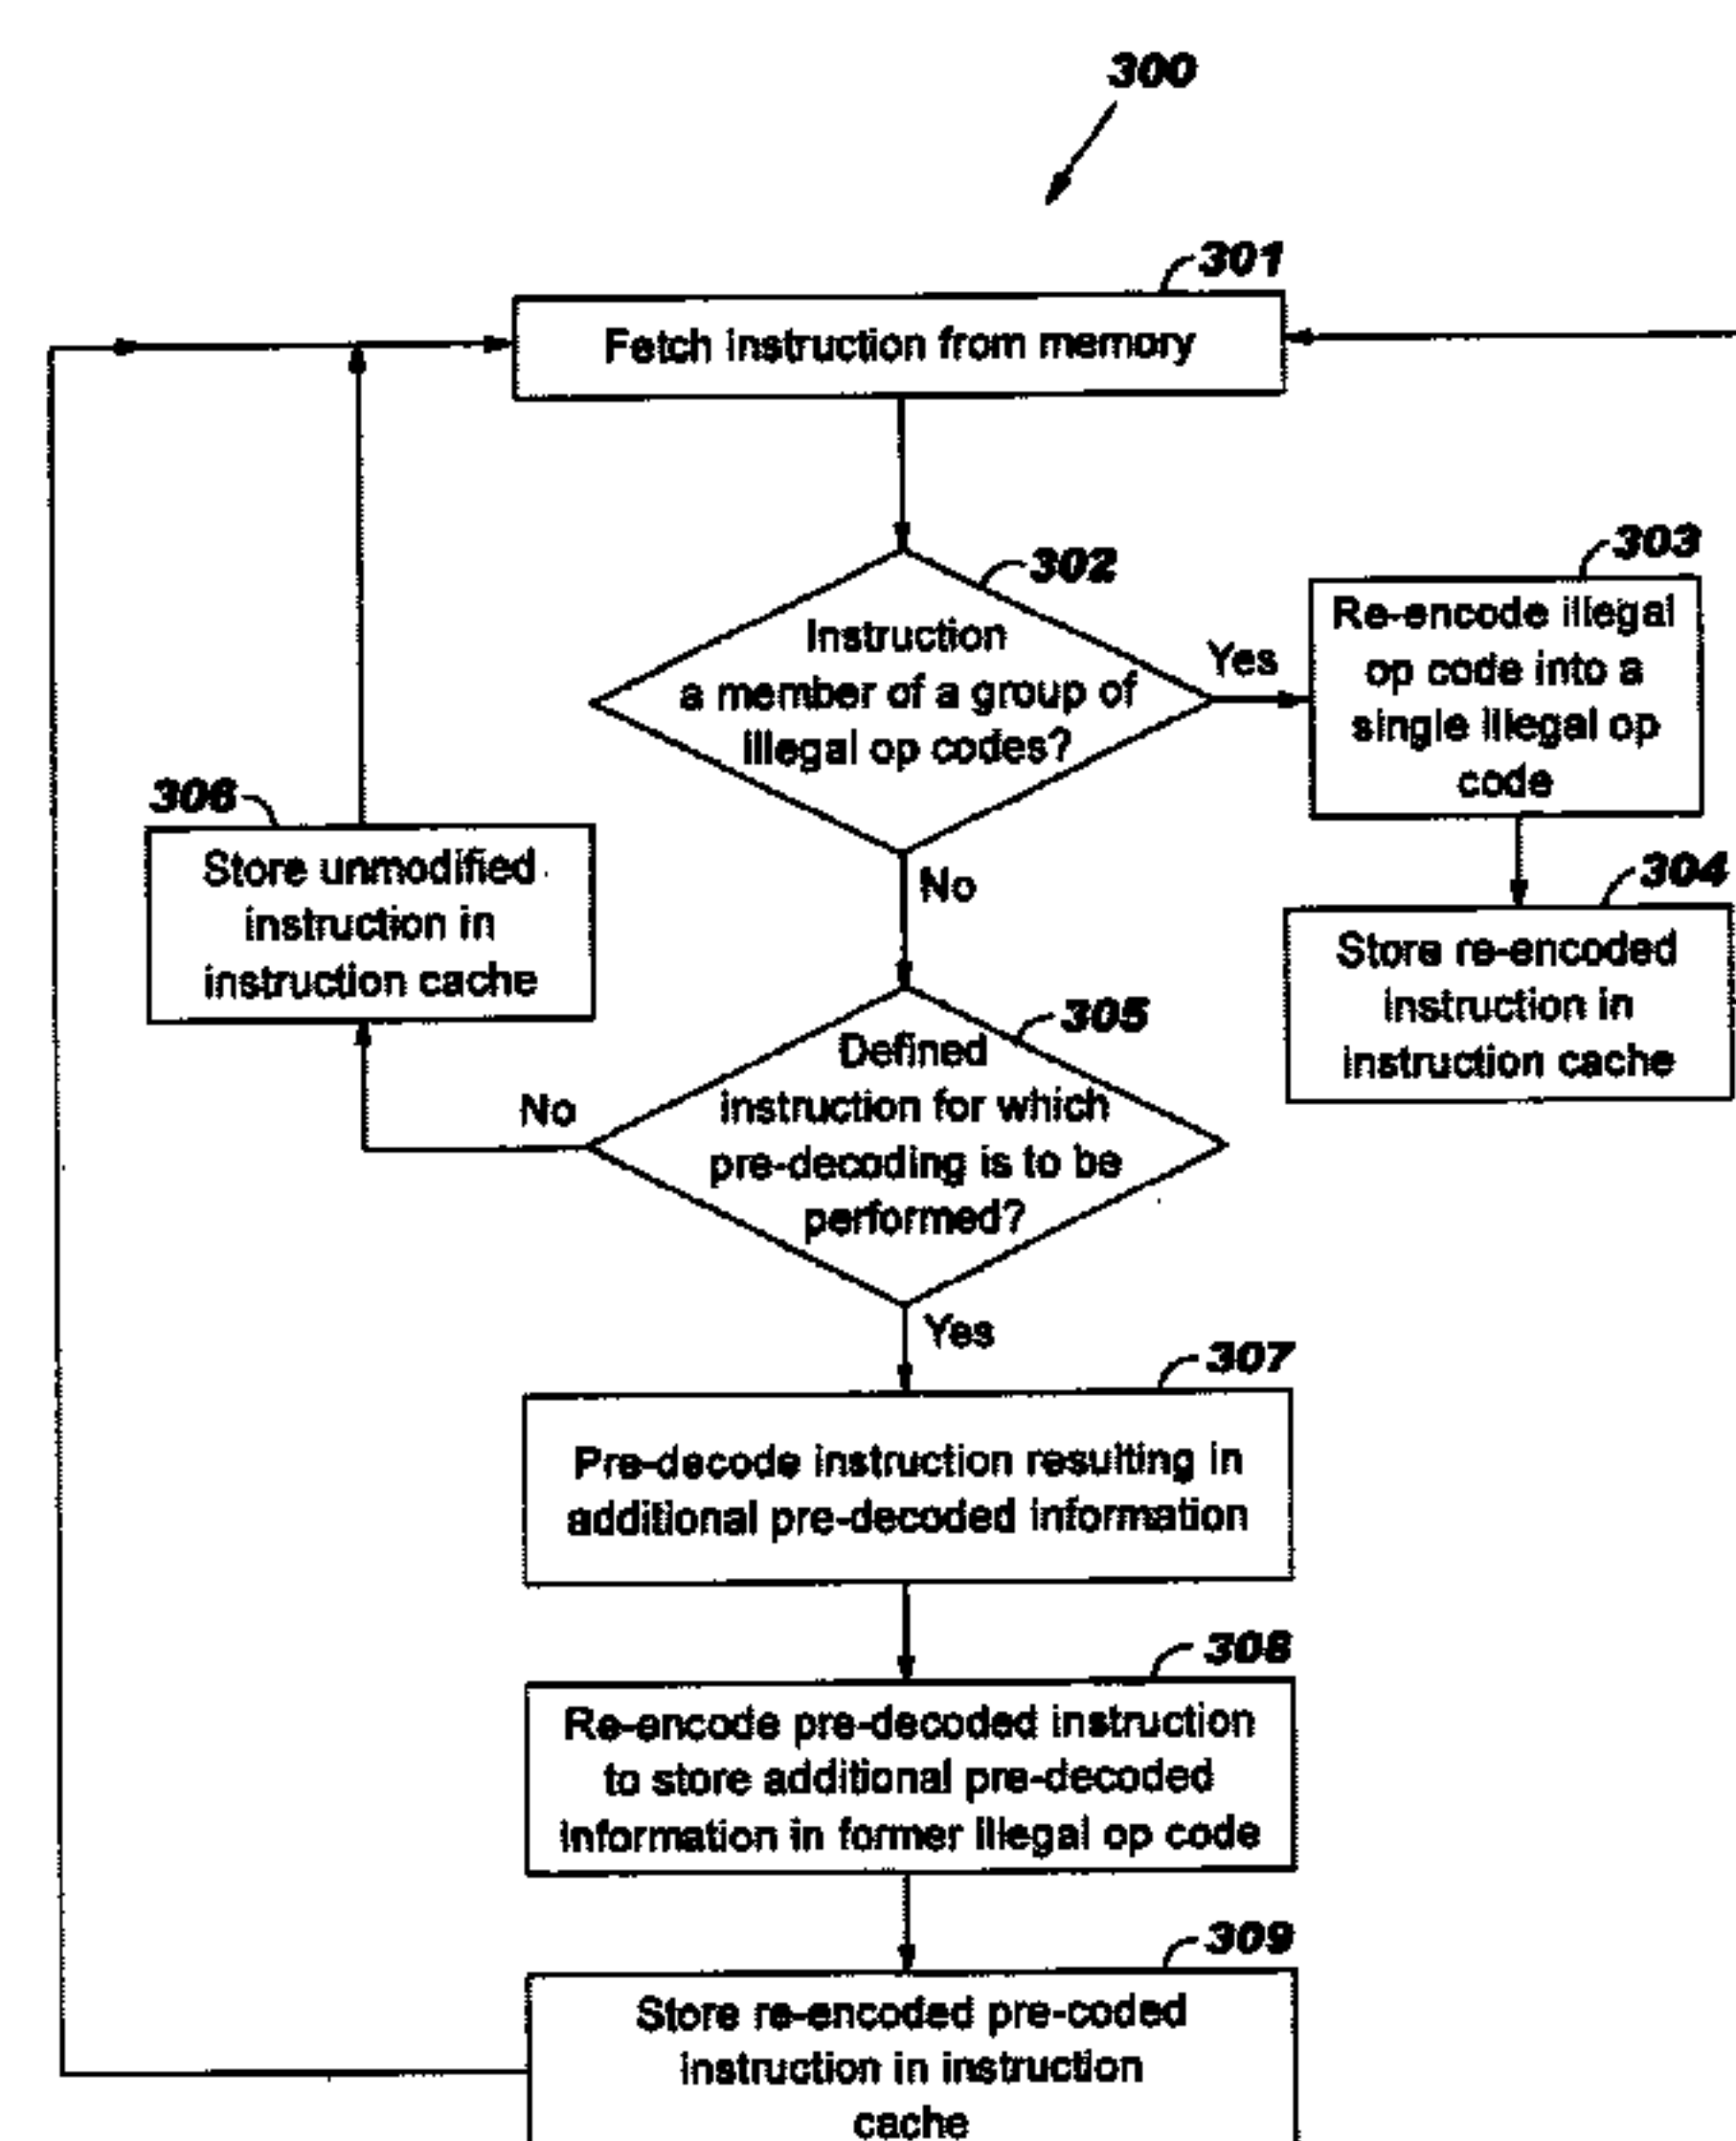 300
301
Fetch instruction from memory
302
Instruction
a member of a group of
illegal op codes?
Yes
303
Re-encode illegal
op code into a
single illegal op
code
304
Store re-encoded
instruction in
instruction cache
No
306
Store unmodified
instruction in
instruction cache
305
Defined
instruction for which
pre-decoding is to be
performed?
No
Yes
307
Pre-decode instruction resulting in
additional pre-decoded information
308
Re-encode pre-decoded instruction
to store additional pre-decoded
information in former illegal op code
309
Store re-encoded pre-coded
instruction in instruction
cache